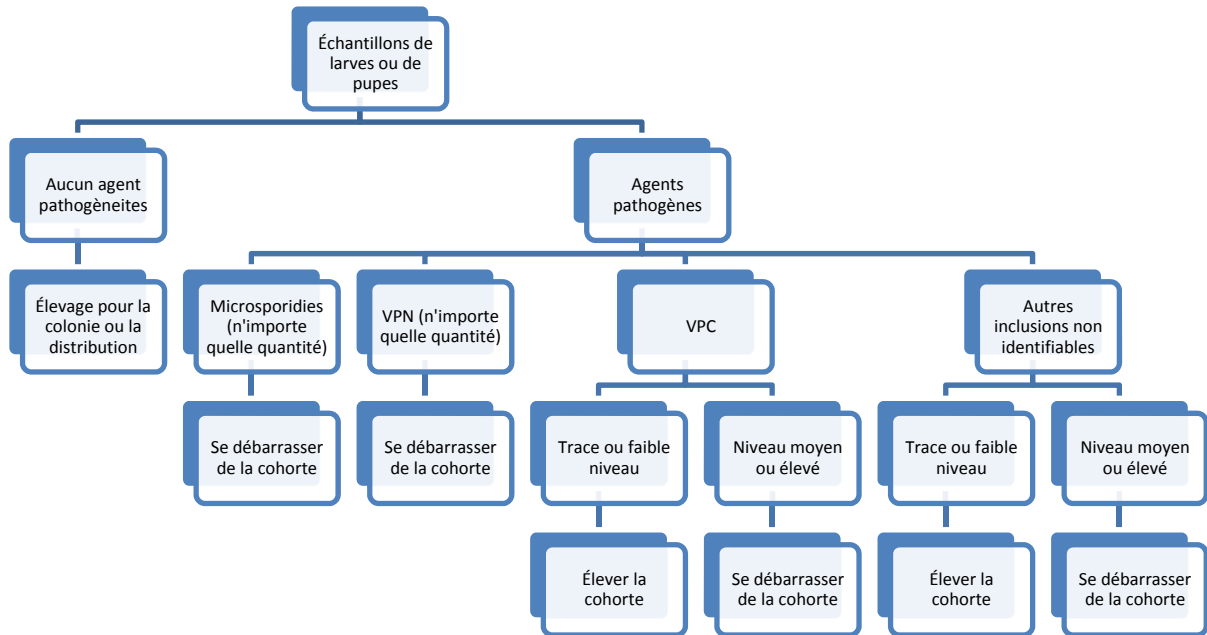 Échantillons de
larves ou de
pupes
Aucun agent
pathogèneites
Agents
pathogènes
Élevage pour la
colonie ou la
distribution
Microsporidies
(n'importe
quelle quantité)
VPN (n'importe
quelle quantité)
VPC
Autres
inclusions non
identifiables
Se débarrasser
de la cohorte
Se débarrasser
de la cohorte
Trace ou faible
niveau
Niveau moyen
ou élevé
Trace ou faible
niveau
Niveau moyen
ou élevé
Élever la
cohorte
Se débarrasser
de la cohorte
Élever la
cohorte
Se débarrasser
de la cohorte